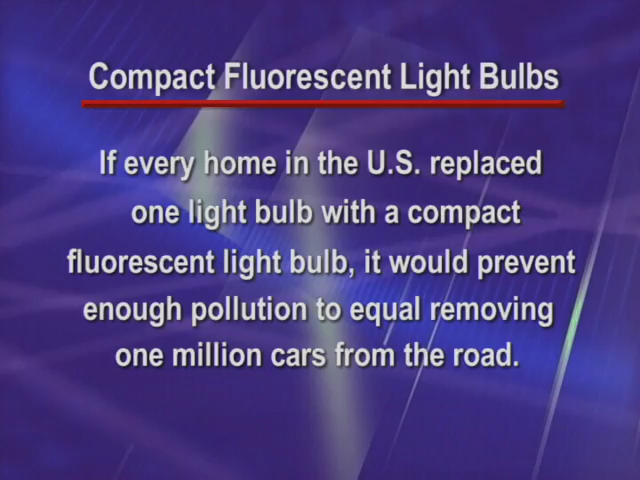 Compact Fluorescent Light Bulbs
If every home in the U.S. replaced
one light bulb with a compact
fluorescent light bulb, it would prevent
enough pollution to equal removing
one million cars from the road.